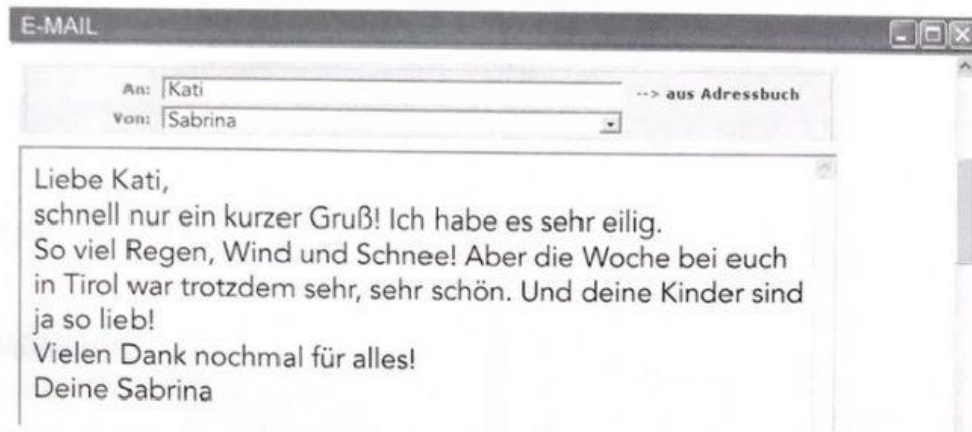 E-MAIL
An: Kati --> aus Adressbuch
Von: Sabrina
Liebe Kati,
schnell nur ein kurzer Gruß! Ich habe es sehr eilig.
So viel Regen, Wind und Schnee! Aber die Woche bei euch
in Tirol war trotzdem sehr, sehr schön. Und deine Kinder sind
ja so lieb!
Vielen Dank nochmal für alles!
Deine Sabrina